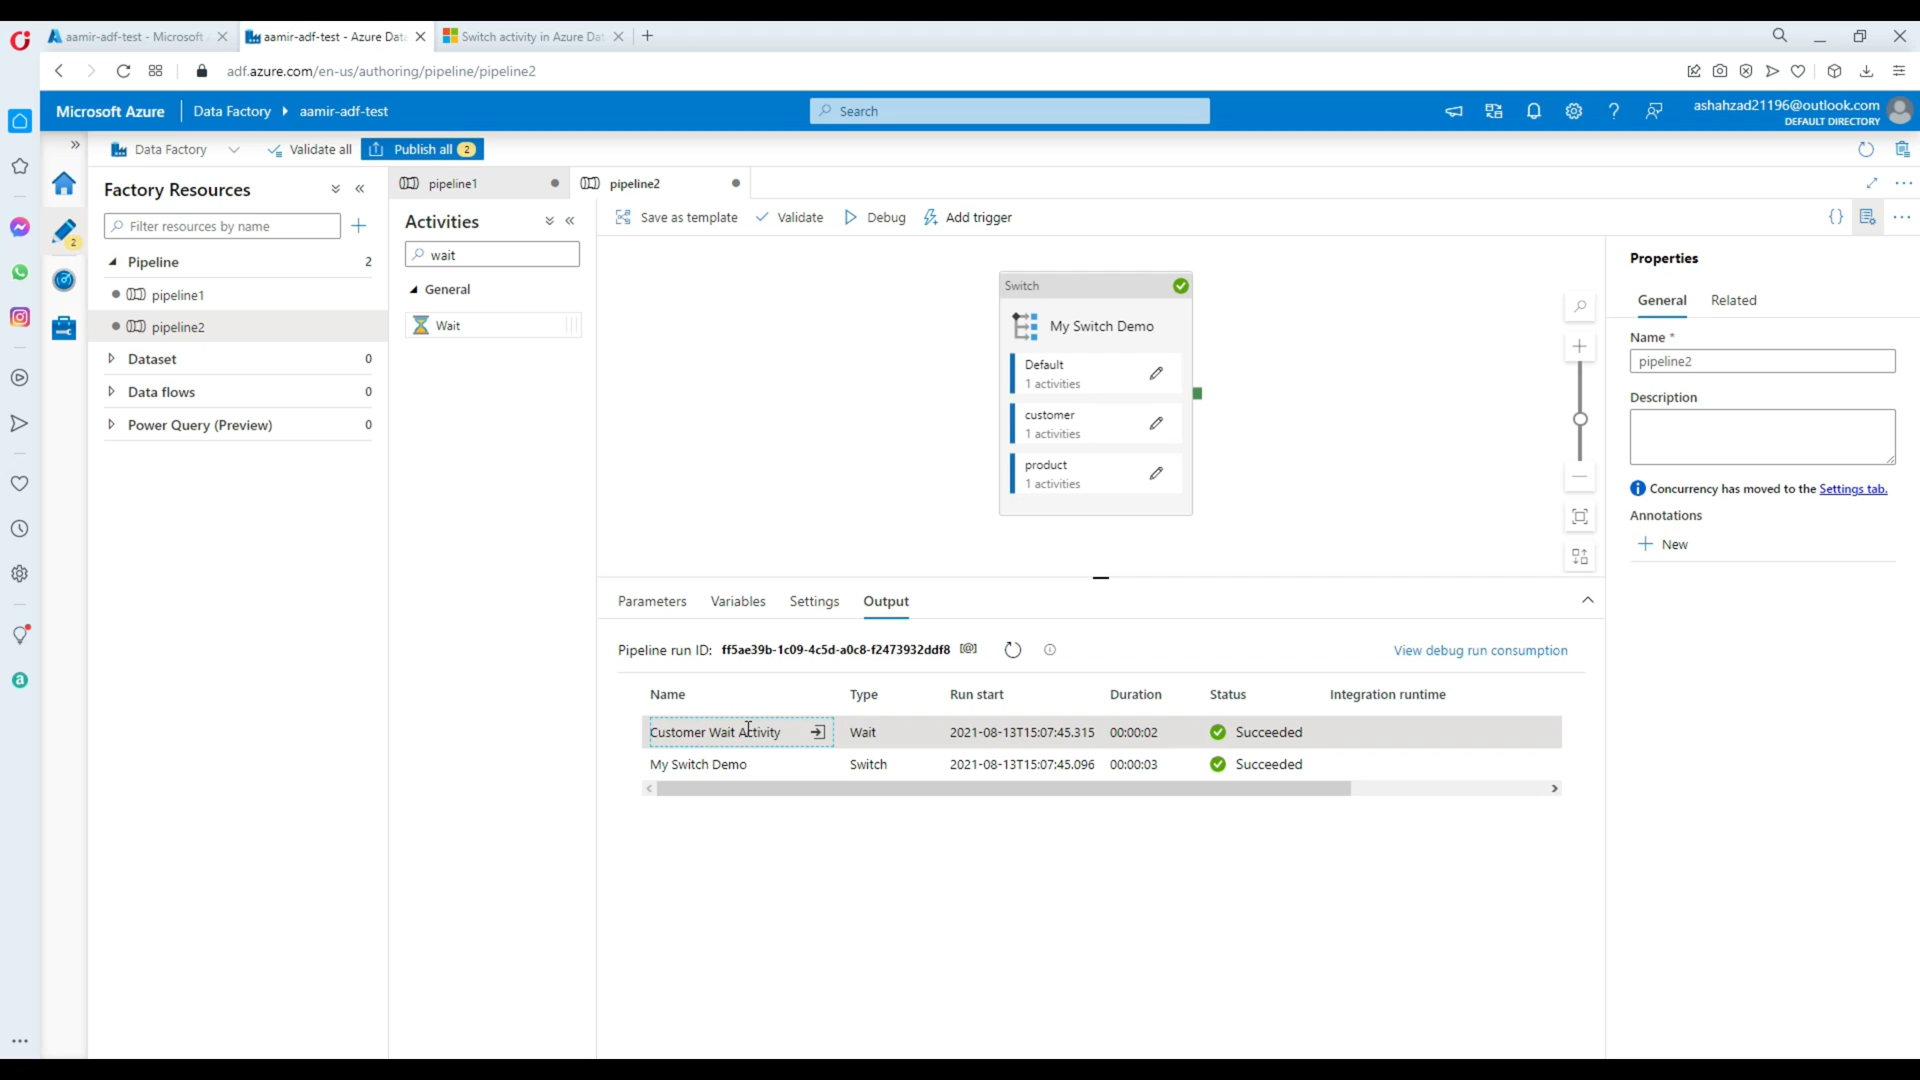 aamir-adf-test - Microsoft A
aamir-adf-test - Azure Data
Switch activity in Azure Dat
adf.azure.com/en-us/authoring/pipeline/pipeline2
Microsoft Azure
Data Factory
aamir-adf-test
Search
ashahzad21196@outlook.com
DEFAULT DIRECTORY
Data Factory
Validate all
Publish all 2
Factory Resources
Filter resources by name
Pipeline 2
pipeline1
pipeline2
Dataset 0
Data flows 0
Power Query (Preview) 0
2
pipeline1
pipeline2
Activities
wait
General
Wait
Save as template
Validate
Debug
Add trigger
Switch
My Switch Demo
Default
1 activities
customer
1 activities
product
1 activities
Parameters
Variables
Settings
Output
Pipeline run ID: ff5ae39b-1c09-4c5d-a0c8-f2473932ddf8 [@]
View debug run consumption
Name Type Run start Duration Status Integration runtime
Customer Wait Activity Wait 2021-08-13T15:07:45.315 00:00:02 Succeeded
My Switch Demo Switch 2021-08-13T15:07:45.096 00:00:03 Succeeded
Properties
General
Related
Name *
pipeline2
Description
Concurrency has moved to the Settings tab.
Annotations
New